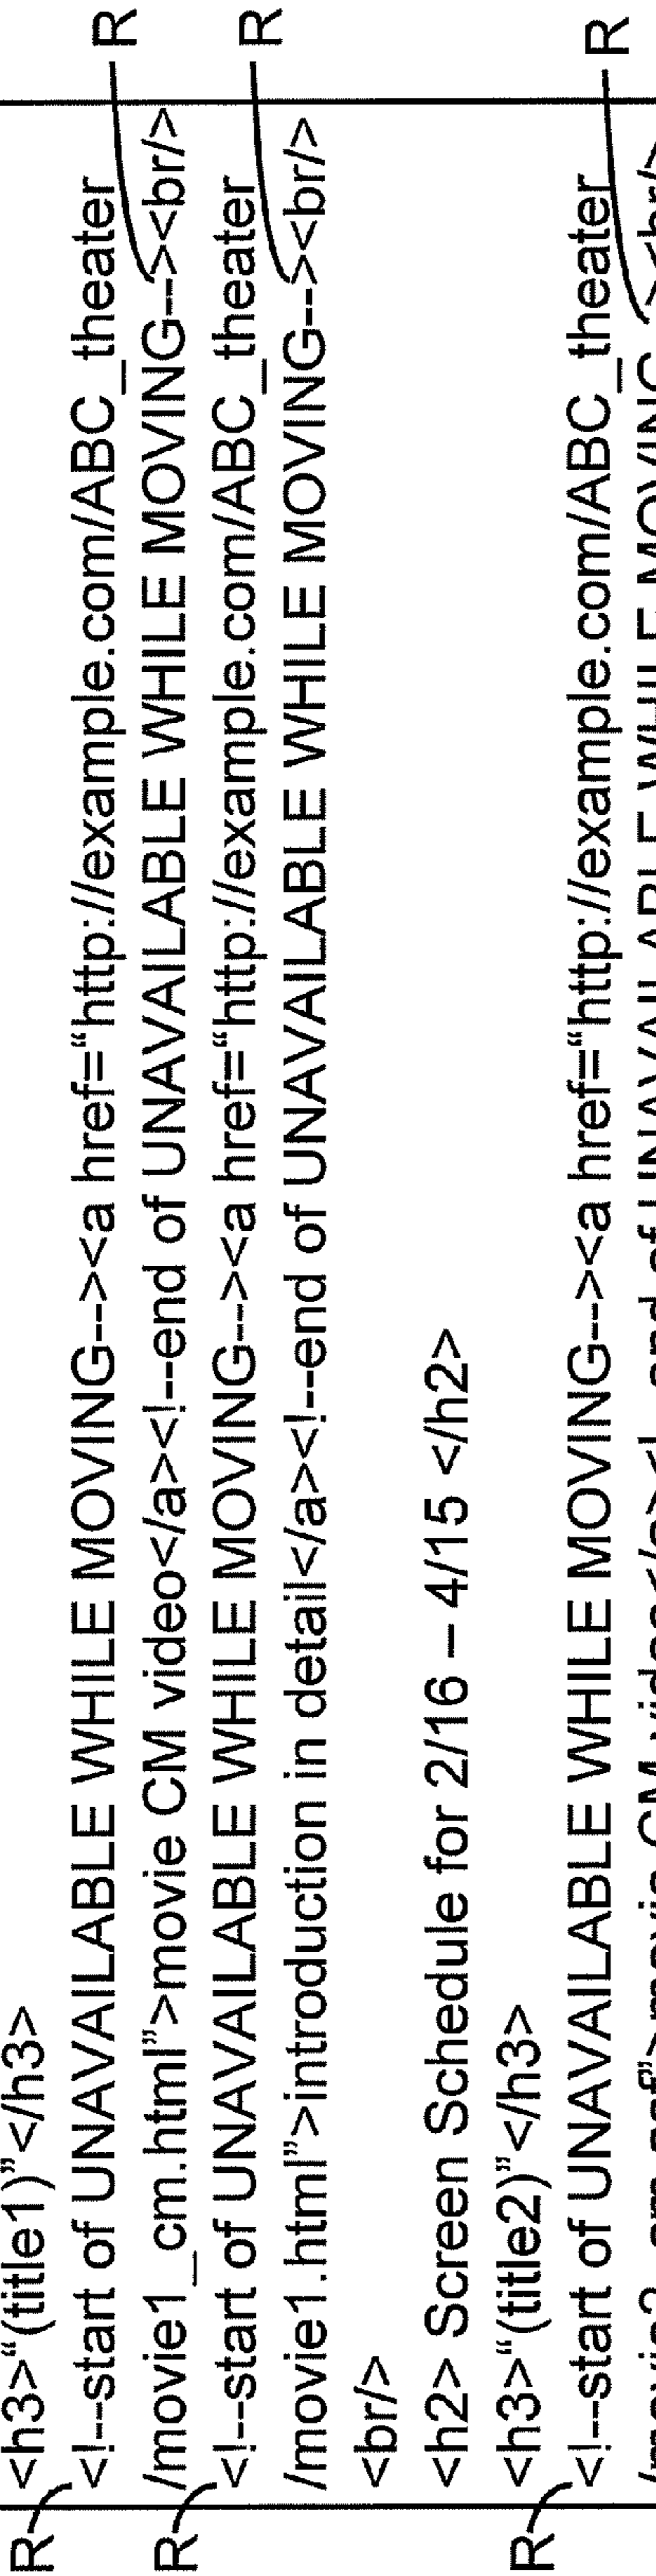 <h3>“(title1)”</h3>
R <!--start of UNAVAILABLE WHILE MOVING--><a href=“http://example.com/ABC_theater R
/movie1_cm.html”>movie CM video</a><!--end of UNAVAILABLE WHILE MOVING--><br/>
R <!--start of UNAVAILABLE WHILE MOVING--><a href=“http://example.com/ABC_theater R
/movie1.html”>introduction in detail</a><!--end of UNAVAILABLE WHILE MOVING--><br/>
<br/>
<h2> Screen Schedule for 2/16 – 4/15 </h2>
<h3>“(title2)”</h3>
R <!--start of UNAVAILABLE WHILE MOVING--><a href=“http://example.com/ABC_theater R